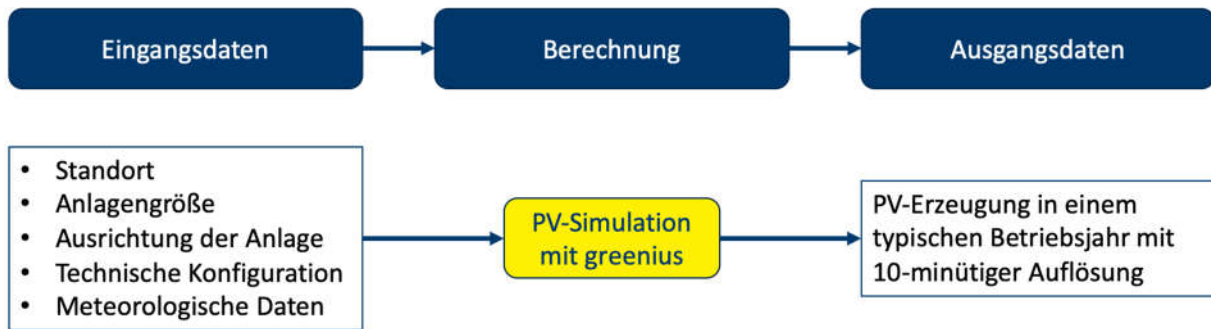 Eingangsdaten
Berechnung
Ausgangsdaten
• Standort
• Anlagengröße
• Ausrichtung der Anlage
• Technische Konfiguration
• Meteorologische Daten
PV-Simulation
mit greenius
PV-Erzeugung in einem
typischen Betriebsjahr mit
10-minütiger Auflösung